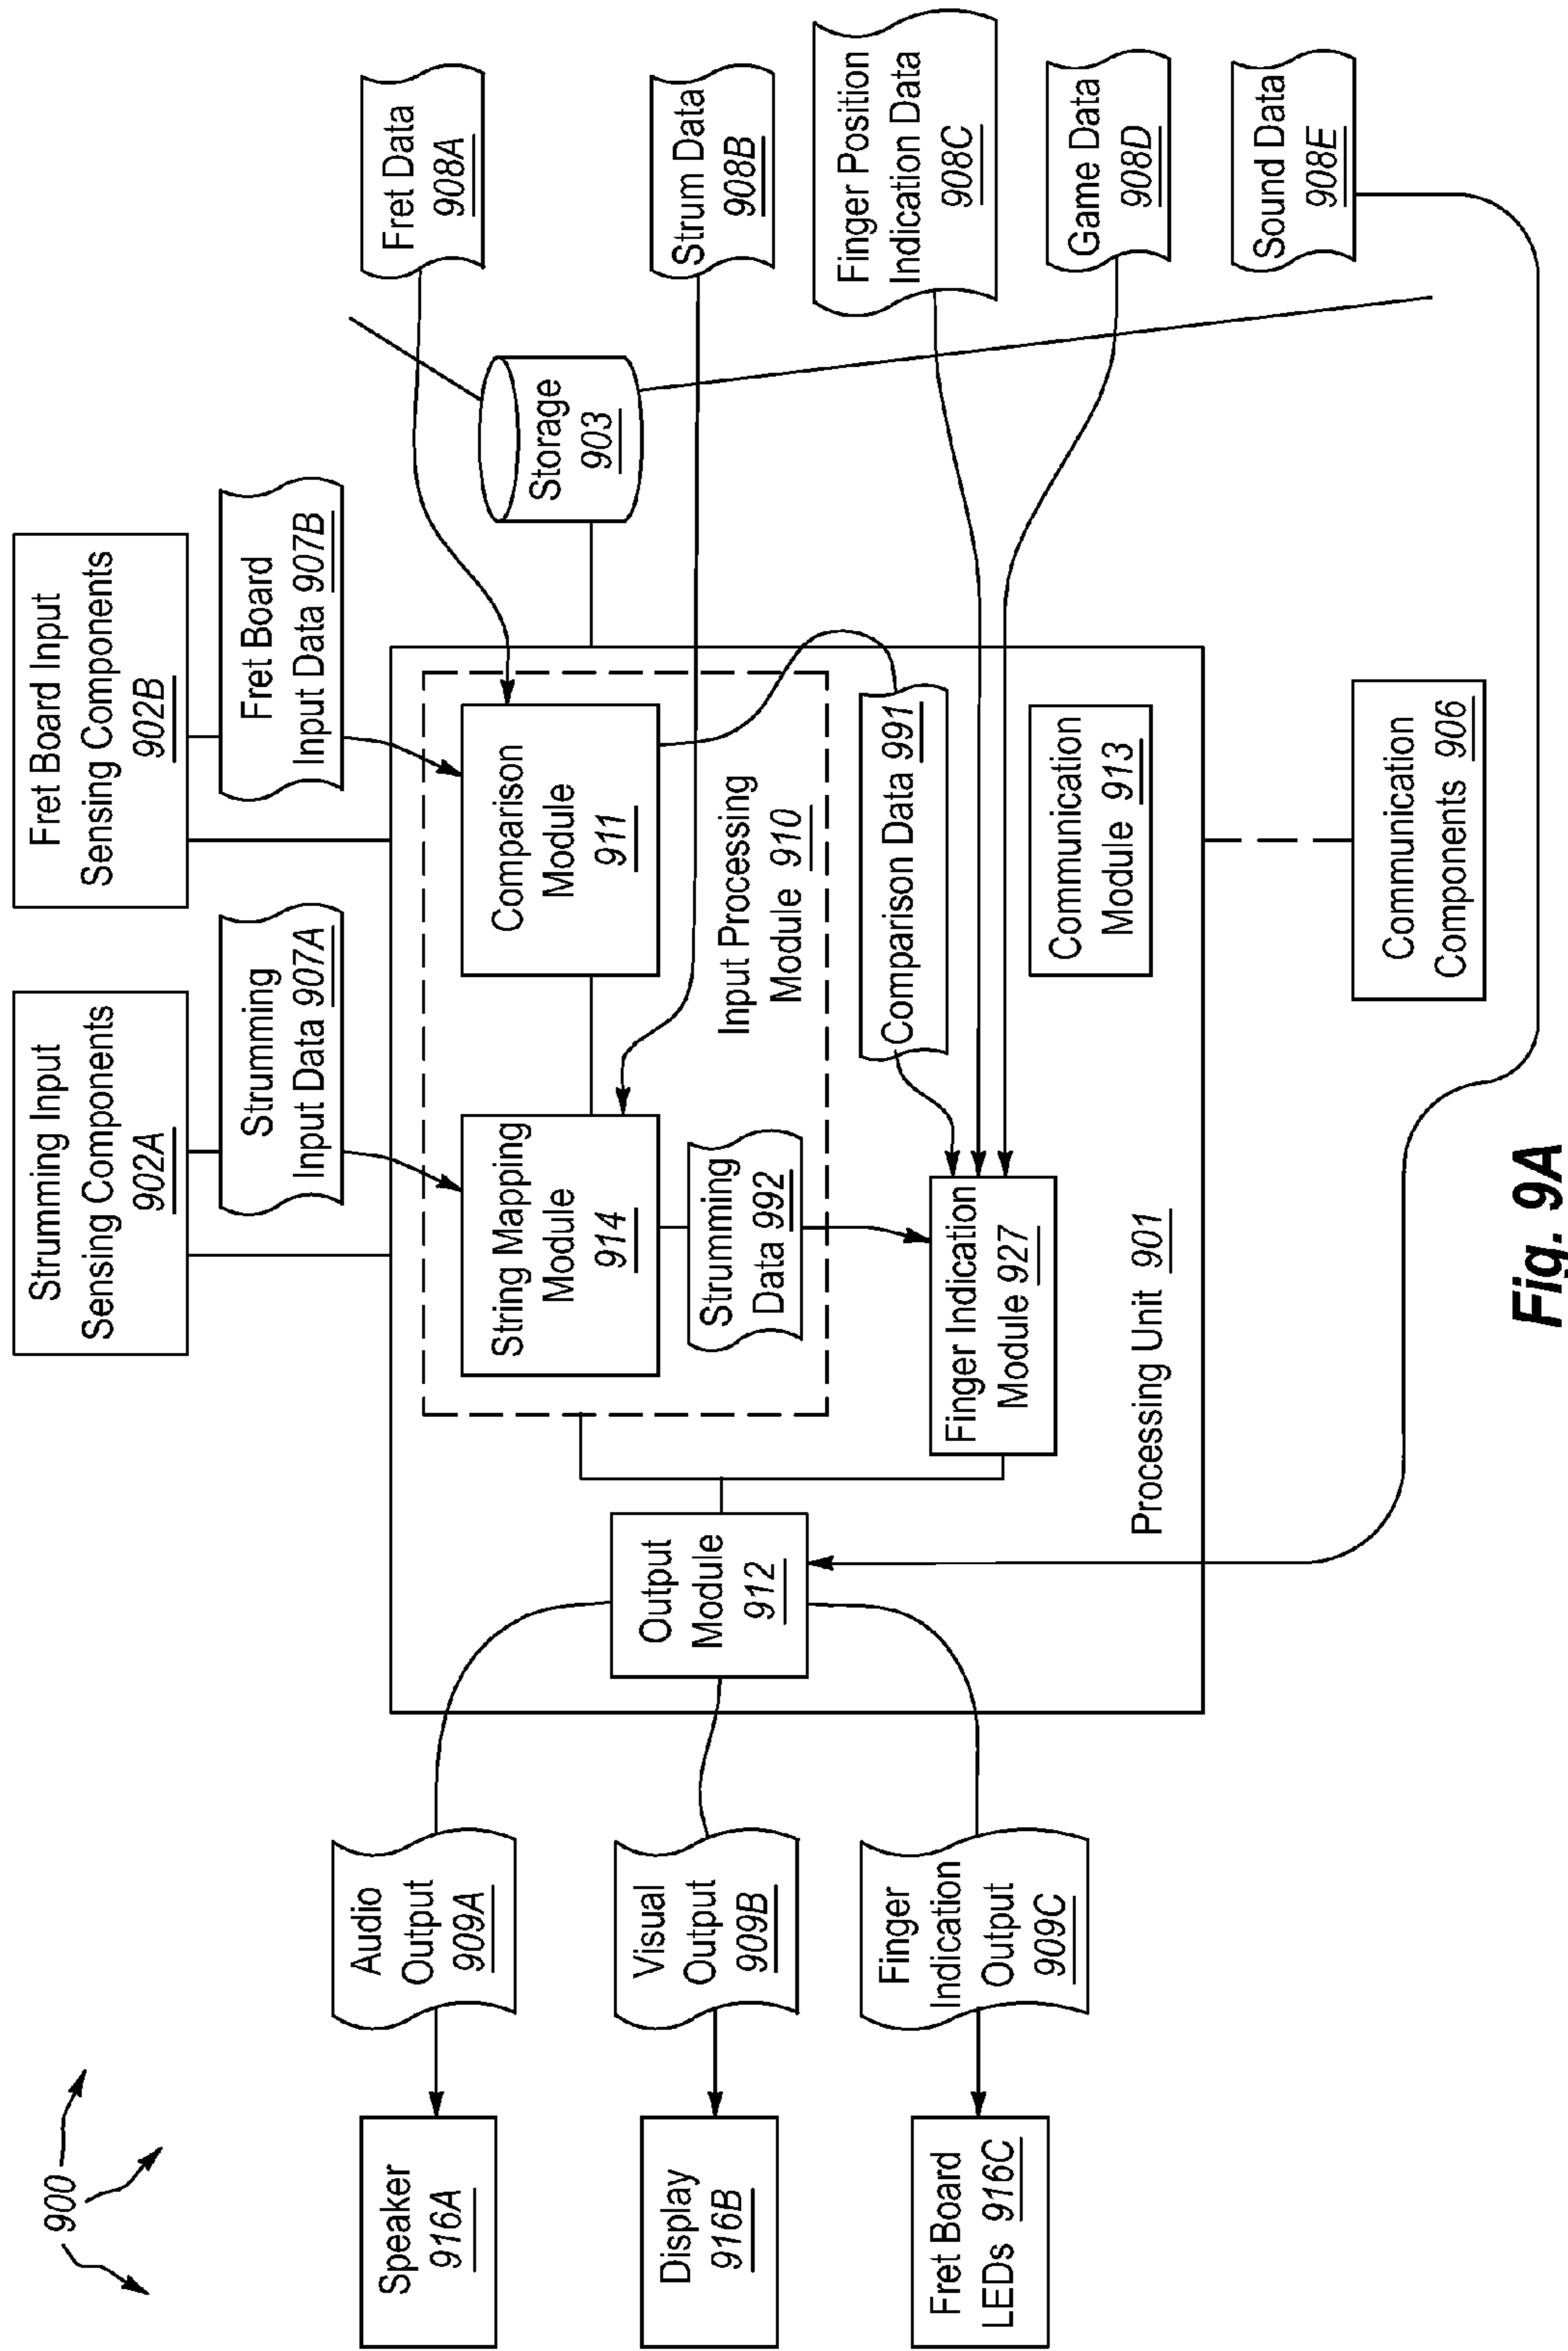 900
Strumming Input
Sensing Components
902A
Fret Board Input
Sensing Components
902B
Strumming
Input Data 907A
Fret Board
Input Data 907B
Speaker
916A
Audio
Output
909A
Display
916B
Visual
Output
909B
Fret Board
LEDs 916C
Finger
Indication
Output
909C
Output
Module
912
String Mapping
Module
914
Comparison
Module
911
Strumming
Data 992
Input Processing
Module 910
Finger Indication
Module 927
Comparison Data 991
Communication
Module 913
Processing Unit 901
Communication
Components 906
Storage
903
Fret Data
908A
Strum Data
908B
Finger Position
Indication Data
908C
Game Data
908D
Sound Data
908E
Fig. 9A